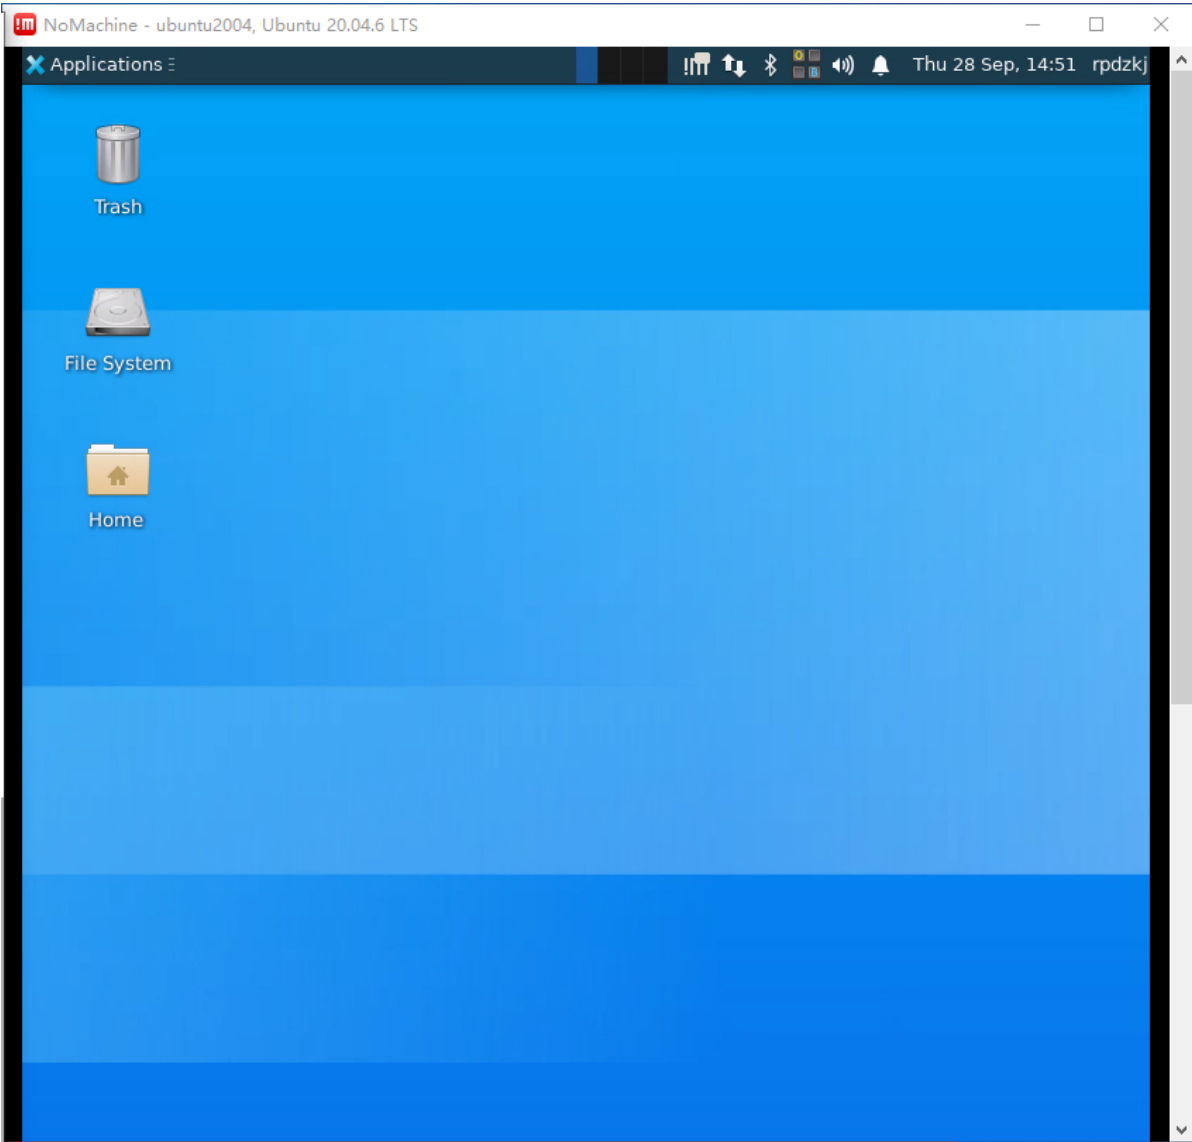 NoMachine - ubuntu2004, Ubuntu 20.04.6 LTS
Applications
Thu 28 Sep, 14:51 rpdzkj
Trash
File System
Home